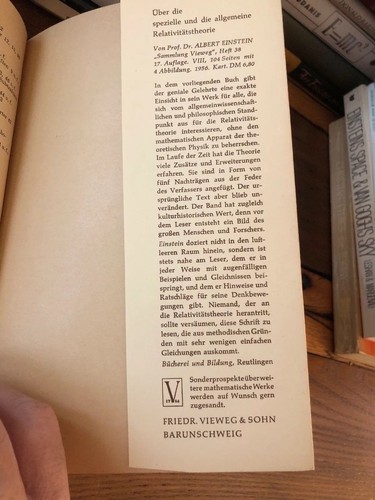 Über die
spezielle und die allgemeine
Relativitätstheorie
Von Prof. Dr. ALBERT EINSTEIN
„Sammlung Vieweg", Heft 38
17. Auflage. VIII, 104 Seiten mit
4 Abbildung. 1956. Kart. DM 6,80
In dem vorliegenden Buch gibt
der geniale Gelehrte eine exakte
Einsicht in sein Werk für alle, die
sich vom allgemeinwissenschaft-
lichen und philosophischen Stand-
punkt aus für die Relativitäts-
theorie interessieren, ohne den
mathematischen Apparat der the-
oretischen Physik zu beherrschen.
Im Laufe der Zeit hat die Theorie
viele Zusätze und Erweiterungen
erfahren. Sie sind in Form von
fünf Nachträgen aus der Feder
des Verfassers angefügt. Der ur-
sprüngliche Text aber blieb un-
verändert. Der Band hat zugleich
kulturhistorischen Wert, denn vor
dem Leser entsteht ein Bild des
großen Menschen und Forschers.
Einstein doziert nicht in den luft-
leeren Raum hinein, sondern ist
stets nahe am Leser, dem er in
jeder Weise mit augenfälligen
Beispielen und Gleichnissen bei-
springt, und dem er Hinweise und
Ratschläge für seine Denkbewe-
gungen gibt. Niemand, der an
die Relativitätstheorie herantritt,
sollte versäumen, diese Schrift zu
lesen, die aus methodischen Grün-
den mit sehr wenigen einfachen
Gleichungen auskommt.
Bücherei und Bildung, Reutlingen
V
Sonderprospekte über wei-
tere mathematische Werke
werden auf Wunsch gern
zugesandt.
FRIEDR. VIEWEG & SOHN
BARUNSCHWEIG